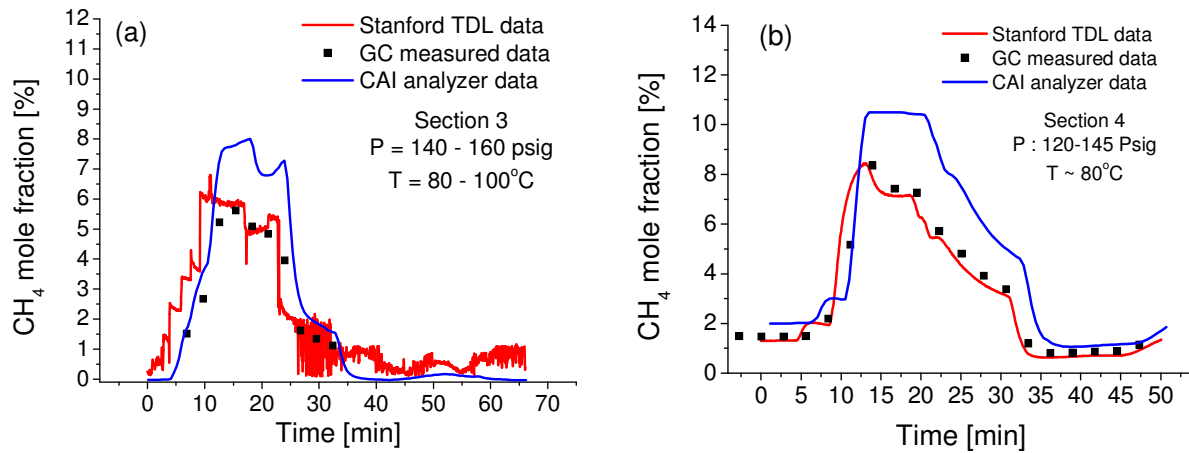 (a)
Stanford TDL data
GC measured data
CAI analyzer data
Section 3
P = 140 - 160 psig
T = 80 - 100°C
CH₄ mole fraction [%]
12
11
10
9
8
7
6
5
4
3
2
1
0
0 10 20 30 40 50 60 70
Time [min]
(b)
Stanford TDL data
GC measured data
CAI analyzer data
Section 4
P : 120-145 Psig
T ~ 80°C
CH₄ mole fraction [%]
14
12
10
8
6
4
2
0
0 5 10 15 20 25 30 35 40 45 50
Time [min]